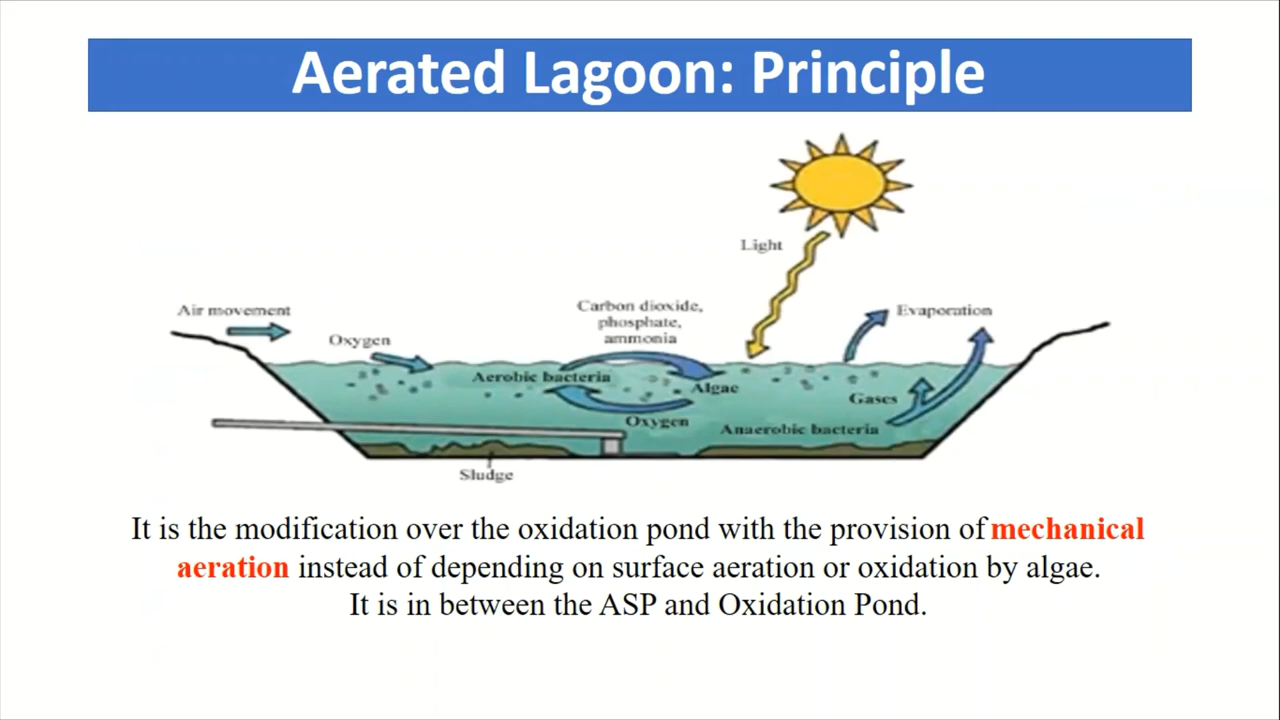 Aerated Lagoon: Principle
Light
Air movement
Carbon dioxide,
phosphate,
ammonia
Evaporation
Oxygen
Aerobic bacteria
Algae
Gases
Oxygen
Anaerobic bacteria
Sludge
It is the modification over the oxidation pond with the provision of mechanical
aeration instead of depending on surface aeration or oxidation by algae.
It is in between the ASP and Oxidation Pond.